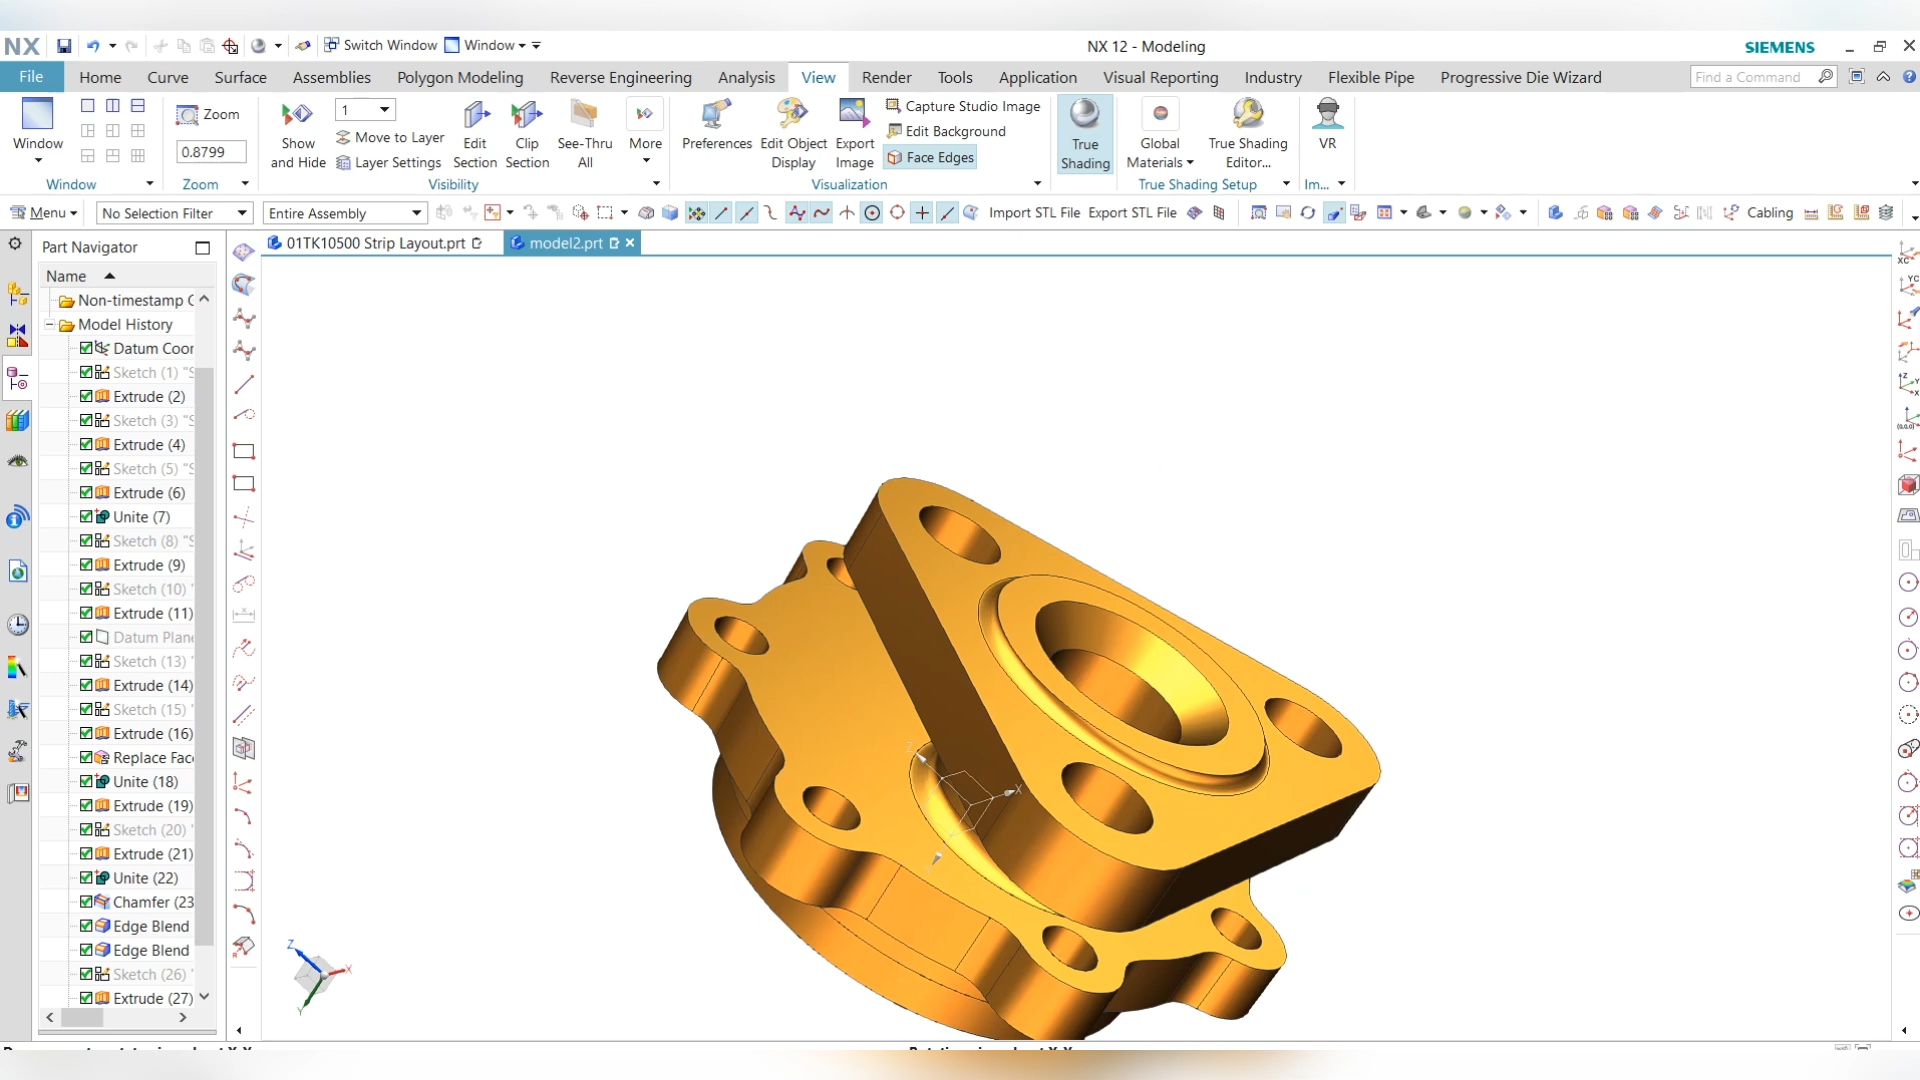 NX Switch Window Window NX 12 - Modeling SIEMENS
File Home Curve Surface Assemblies Polygon Modeling Reverse Engineering Analysis View Render Tools Application Visual Reporting Industry Flexible Pipe Progressive Die Wizard Find a Command
Window
Window
Zoom
0.8799
Zoom
Show and Hide
1
Move to Layer
Layer Settings
Edit Section
Clip Section
See-Thru All
More
Visibility
Preferences
Edit Object Display
Export Image
Capture Studio Image
Edit Background
Face Edges
Visualization
True Shading
Global Materials
True Shading Editor...
True Shading Setup
VR
Im...
Menu No Selection Filter Entire Assembly Import STL File Export STL File Cabling
Part Navigator
01TK10500 Strip Layout.prt model2.prt
Name
Non-timestamp
Model History
Datum Coor
Sketch (1) "S
Extrude (2)
Sketch (3) "S
Extrude (4)
Sketch (5) "S
Extrude (6)
Unite (7)
Sketch (8) "S
Extrude (9)
Sketch (10)
Extrude (11)
Datum Plane
Sketch (13)
Extrude (14)
Sketch (15)
Extrude (16)
Replace Face
Unite (18)
Extrude (19)
Sketch (20)
Extrude (21)
Unite (22)
Chamfer (23
Edge Blend
Edge Blend
Sketch (26)
Extrude (27)
Z
X
Z
X
Y
XC
YC